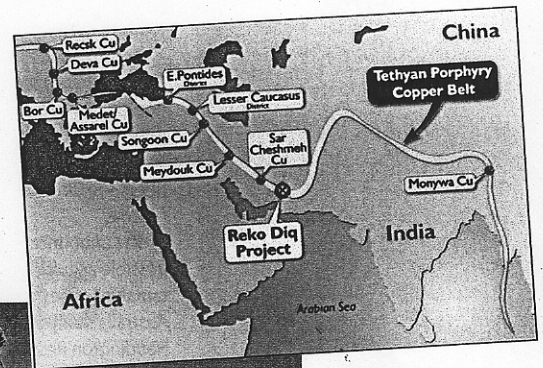 China
Recsk Cu
Deva Cu
E.Pontides
District
Tethyan Porphyry
Copper Belt
Bor Cu
Medet/
Assarel Cu
Lesser Caucasus
District
Songoon Cu
Sar
Cheshmeh
Cu
Meydouk Cu
Monywa Cu
Reko Diq
Project
India
Africa
Arabian Sea